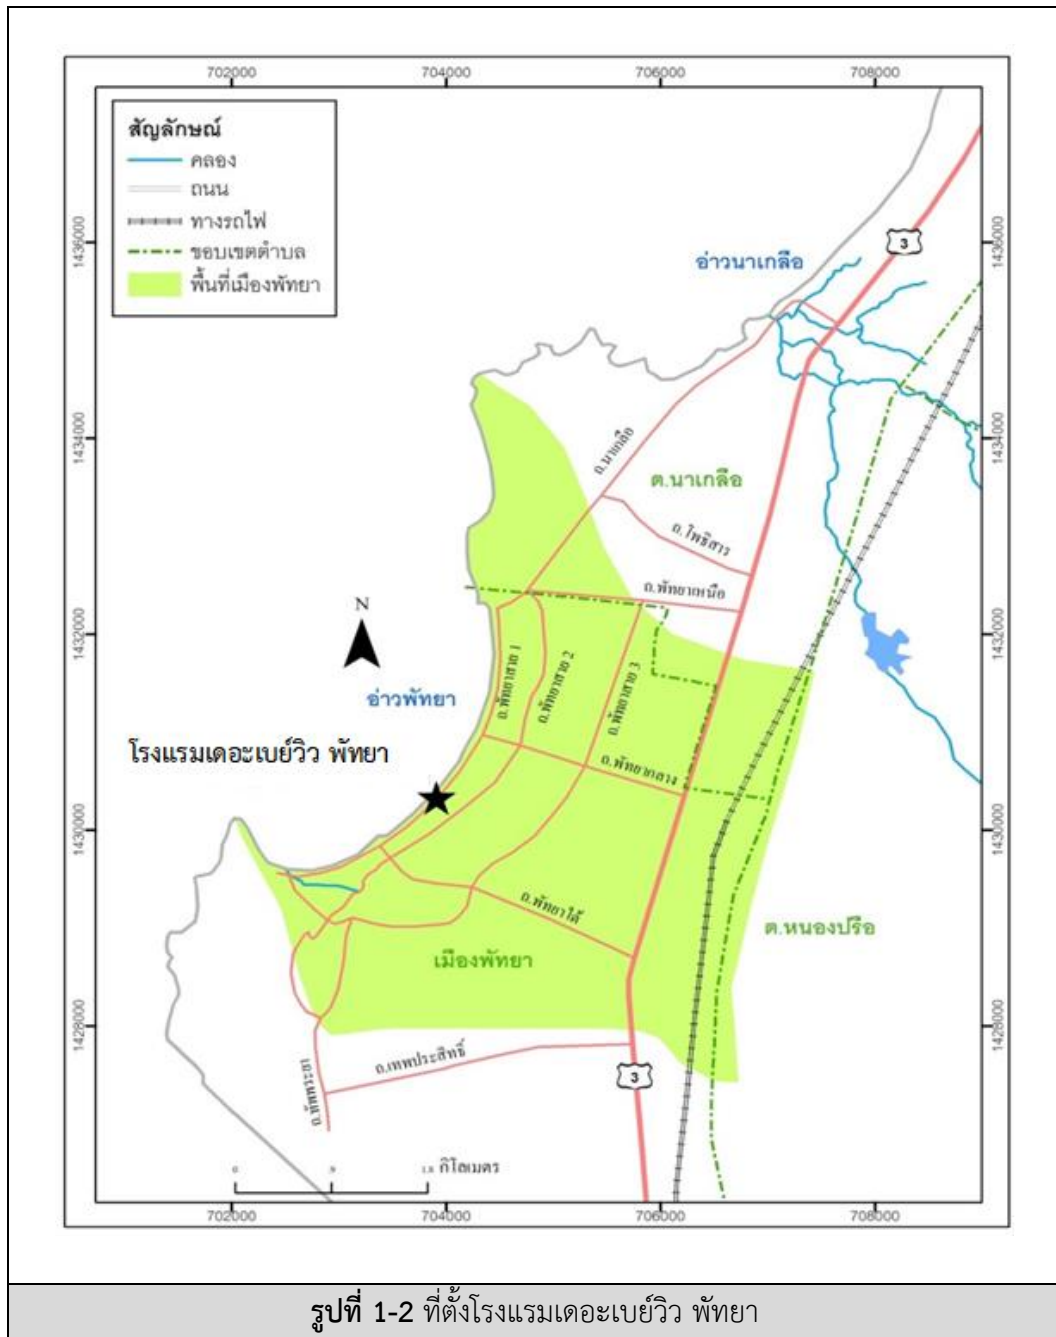 702000 704000 706000 708000
สัญลักษณ์
คลอง
ถนน
ทางรถไฟ
ขอบเขตตำบล
พื้นที่เมืองพัทยา
1436000
1436000
3
อ่าวนาเกลือ
1434000
1434000
ถ.นาเกลือ
ต.นาเกลือ
ถ.โพธิสาร
ถ.พัทยาเหนือ
N
1432000
1432000
อ่าวพัทยา
ถ.พัทยาสาย 1
ถ.พัทยาสาย 2
ถ.พัทยาสาย 3
โรงแรมเดอะเบย์วิว พัทยา
ถ.พัทยากลาง
1430000
1430000
ถ.พัทยาใต้
ต.หนองปรือ
เมืองพัทยา
1428000
1428000
ถ.เทพประสิทธิ์
ถ.ทัพพระยา
3
0 .9 1.8 กิโลเมตร
702000 704000 706000 708000
รูปที่ 1-2 ที่ตั้งโรงแรมเดอะเบย์วิว พัทยา